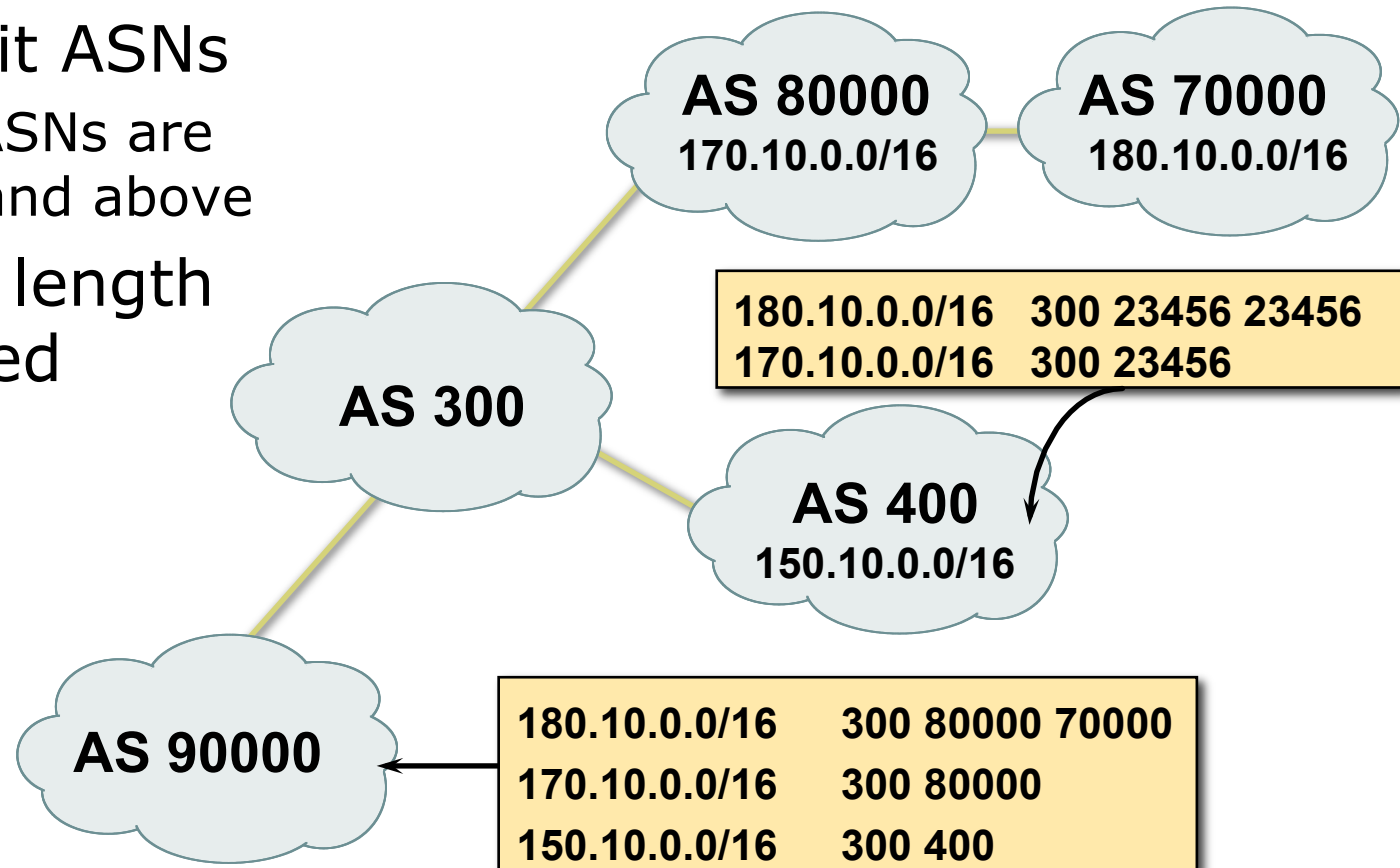 it ASNs
ASNs are
and above
length
ed
AS 80000
170.10.0.0/16
AS 70000
180.10.0.0/16
180.10.0.0/16 300 23456 23456
170.10.0.0/16 300 23456
AS 300
AS 400
150.10.0.0/16
AS 90000
180.10.0.0/16 300 80000 70000
170.10.0.0/16 300 80000
150.10.0.0/16 300 400